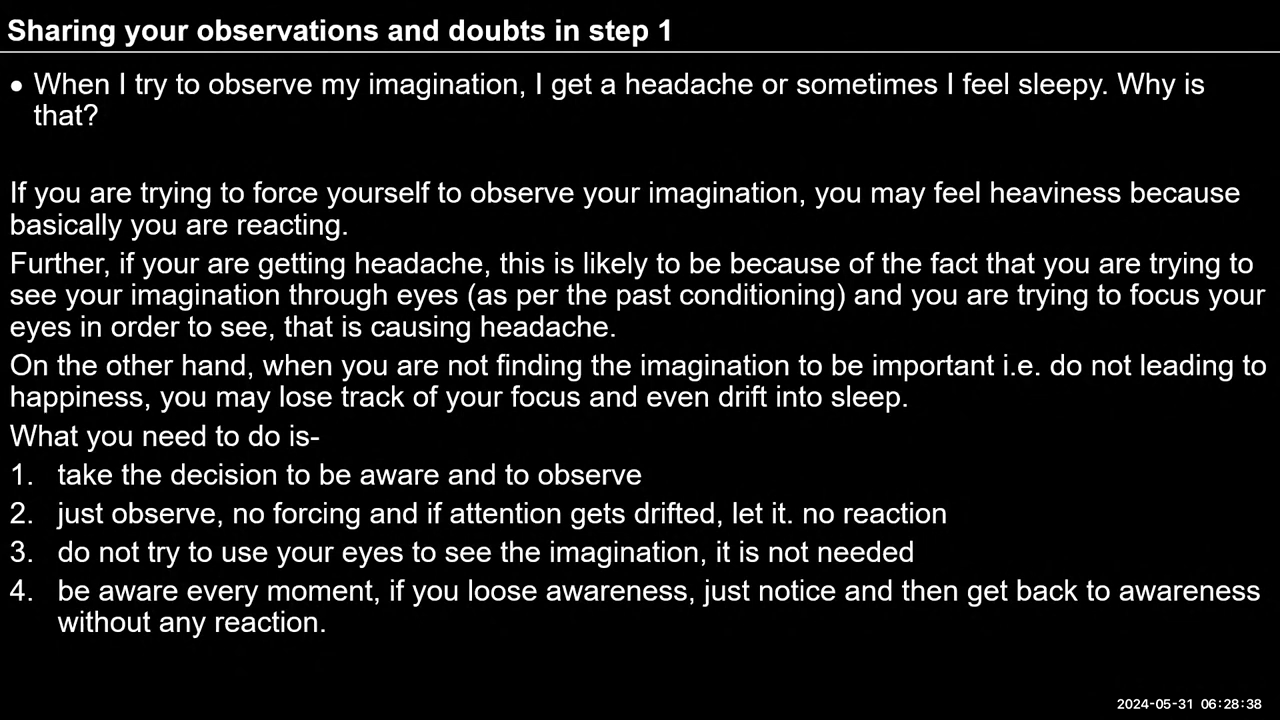 Sharing your observations and doubts in step 1
• When I try to observe my imagination, I get a headache or sometimes I feel sleepy. Why is
that?
If you are trying to force yourself to observe your imagination, you may feel heaviness because
basically you are reacting.
Further, if your are getting headache, this is likely to be because of the fact that you are trying to
see your imagination through eyes (as per the past conditioning) and you are trying to focus your
eyes in order to see, that is causing headache.
On the other hand, when you are not finding the imagination to be important i.e. do not leading to
happiness, you may lose track of your focus and even drift into sleep.
What you need to do is-
1. take the decision to be aware and to observe
2. just observe, no forcing and if attention gets drifted, let it. no reaction
3. do not try to use your eyes to see the imagination, it is not needed
4. be aware every moment, if you loose awareness, just notice and then get back to awareness
without any reaction.
2024-05-31 06:28:38